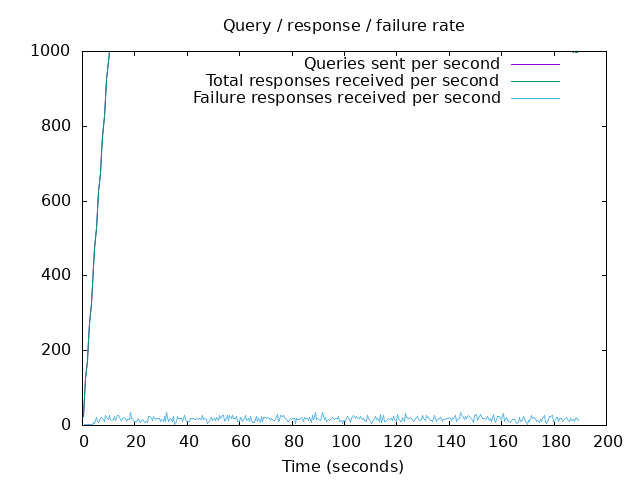 Query / response / failure rate
1000
800
600
400
200
0
Queries sent per second
Total responses received per second
Failure responses received per second
0 20 40 60 80 100 120 140 160 180 200
Time (seconds)